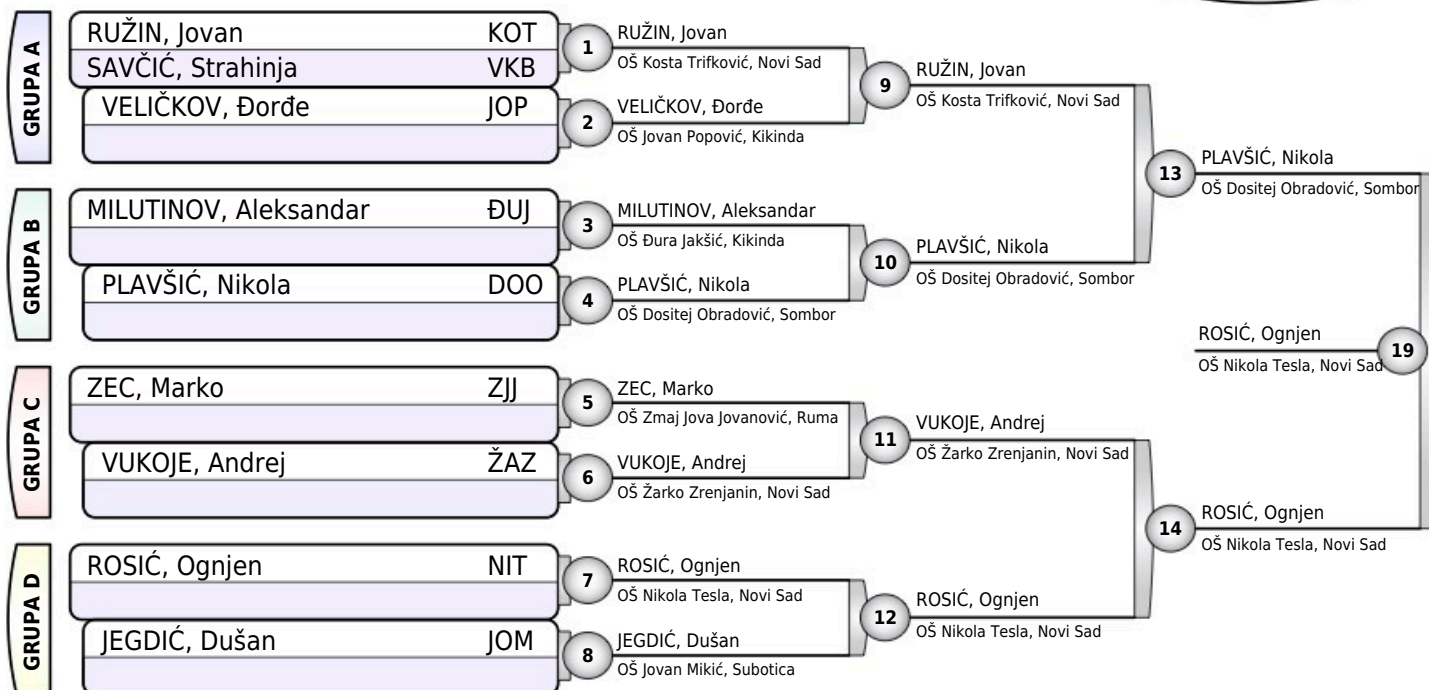 GRUPA A
RUŽIN, Jovan KOT
SAVČIĆ, Strahinja VKB
VELIČKOV, Đorđe JOP
GRUPA B
MILUTINOV, Aleksandar ĐUJ
PLAVŠIĆ, Nikola DOO
GRUPA C
ZEC, Marko ZJJ
VUKOJE, Andrej ŽAZ
GRUPA D
ROSIĆ, Ognjen NIT
JEGDIĆ, Dušan JOM
1
RUŽIN, Jovan
OŠ Kosta Trifković, Novi Sad
2
VELIČKOV, Đorđe
OŠ Jovan Popović, Kikinda
3
MILUTINOV, Aleksandar
OŠ Đura Jakšić, Kikinda
4
PLAVŠIĆ, Nikola
OŠ Dositej Obradović, Sombor
5
ZEC, Marko
OŠ Zmaj Jova Jovanović, Ruma
6
VUKOJE, Andrej
OŠ Žarko Zrenjanin, Novi Sad
7
ROSIĆ, Ognjen
OŠ Nikola Tesla, Novi Sad
8
JEGDIĆ, Dušan
OŠ Jovan Mikić, Subotica
9
RUŽIN, Jovan
OŠ Kosta Trifković, Novi Sad
10
PLAVŠIĆ, Nikola
OŠ Dositej Obradović, Sombor
11
VUKOJE, Andrej
OŠ Žarko Zrenjanin, Novi Sad
12
ROSIĆ, Ognjen
OŠ Nikola Tesla, Novi Sad
13
PLAVŠIĆ, Nikola
OŠ Dositej Obradović, Sombor
14
ROSIĆ, Ognjen
OŠ Nikola Tesla, Novi Sad
ROSIĆ, Ognjen
OŠ Nikola Tesla, Novi Sad
19